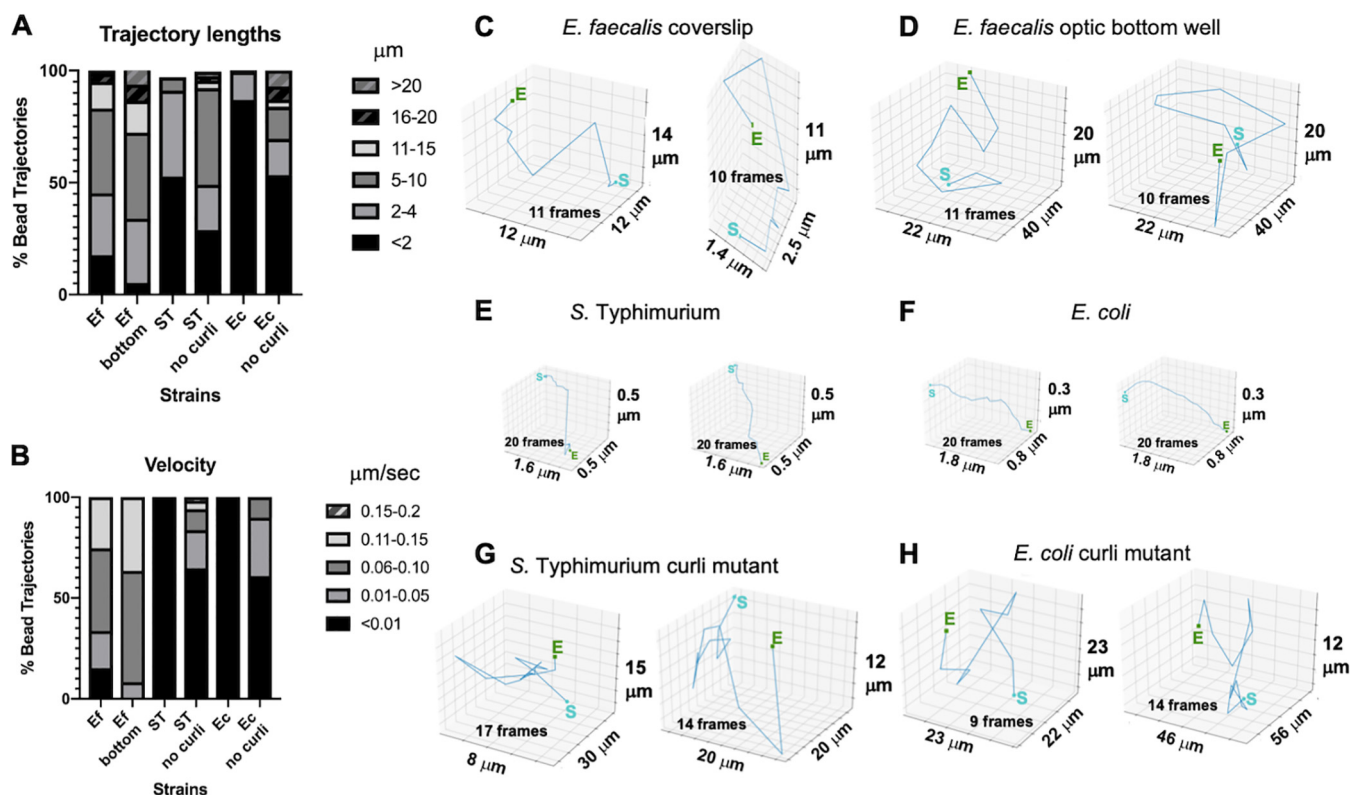 A
Trajectory lengths
μm
% Bead Trajectories
100
50
0
>20
16-20
11-15
5-10
2-4
<2
Ef
Ef bottom
ST
ST no curli
Ec
Ec no curli
Strains
B
Velocity
μm/sec
% Bead Trajectories
100
50
0
0.15-0.2
0.11-0.15
0.06-0.10
0.01-0.05
<0.01
Ef
Ef bottom
ST
ST no curli
Ec
Ec no curli
Strains
C
E. faecalis coverslip
E
S
11 frames
12 μm
12 μm
14 μm
E
S
10 frames
1.4 μm
2.5 μm
11 μm
D
E. faecalis optic bottom well
E
S
11 frames
22 μm
40 μm
20 μm
S
E
10 frames
22 μm
40 μm
20 μm
E
S. Typhimurium
S
E
20 frames
1.6 μm
0.5 μm
0.5 μm
S
E
20 frames
1.6 μm
0.5 μm
0.5 μm
F
E. coli
S
E
20 frames
1.8 μm
0.8 μm
0.3 μm
S
E
20 frames
1.8 μm
0.8 μm
0.3 μm
G
S. Typhimurium curli mutant
E
S
17 frames
8 μm
30 μm
15 μm
S
E
14 frames
20 μm
20 μm
12 μm
H
E. coli curli mutant
E
S
9 frames
23 μm
22 μm
23 μm
E
S
14 frames
46 μm
56 μm
12 μm